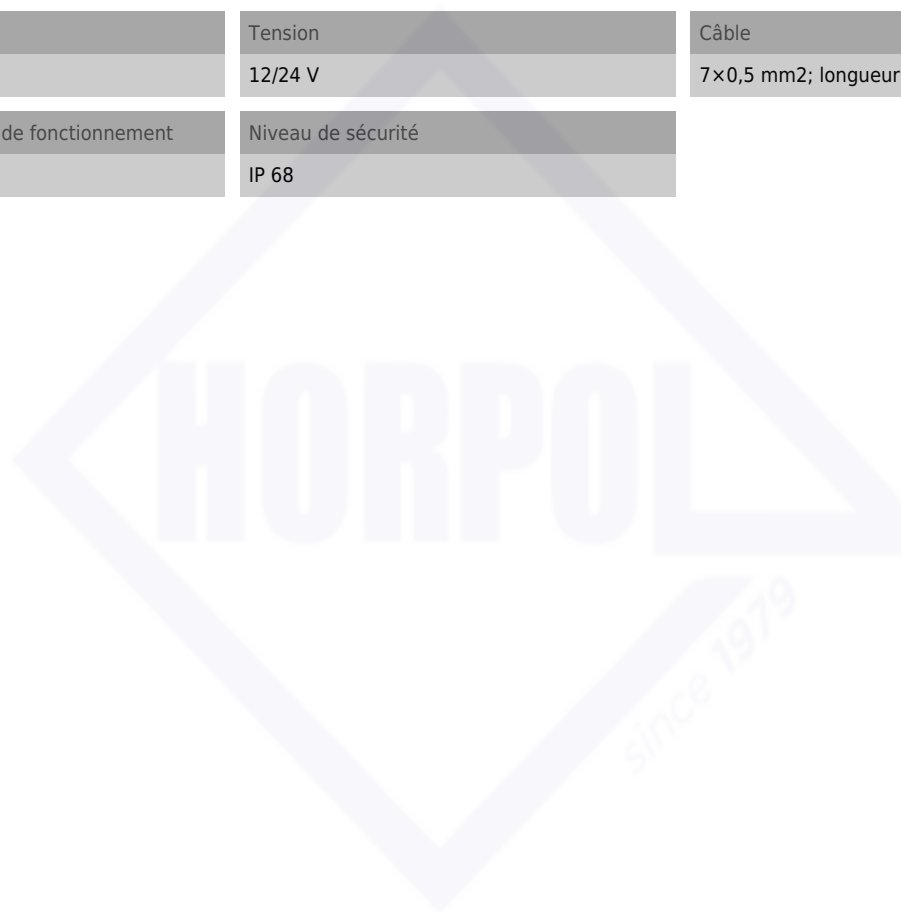 Tension
Câble
12/24 V
7×0,5 mm2; longueur
de fonctionnement
Niveau de sécurité
IP 68
HORPOL
since 1979